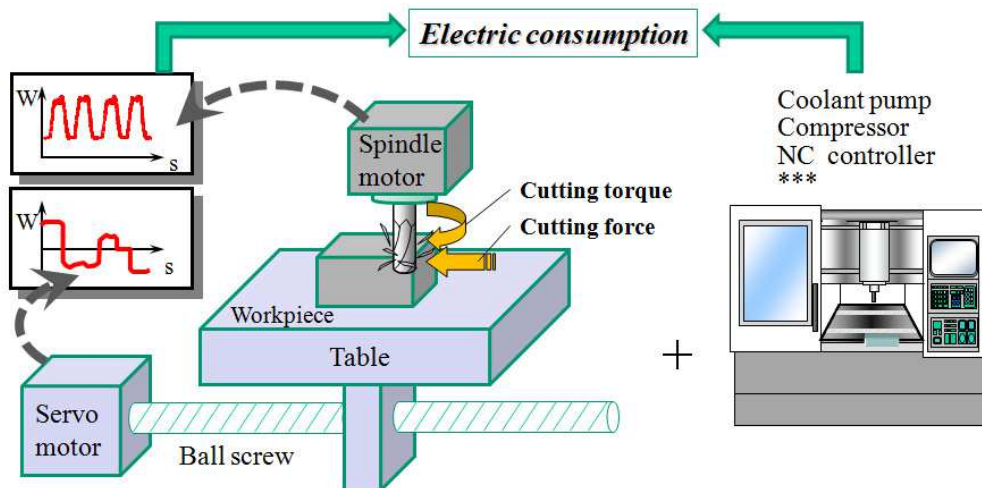 Electric consumption
W
s
W
s
Spindle
motor
Cutting torque
Cutting force
Workpiece
Table
Servo
motor
Ball screw
+
Coolant pump
Compressor
NC controller
***